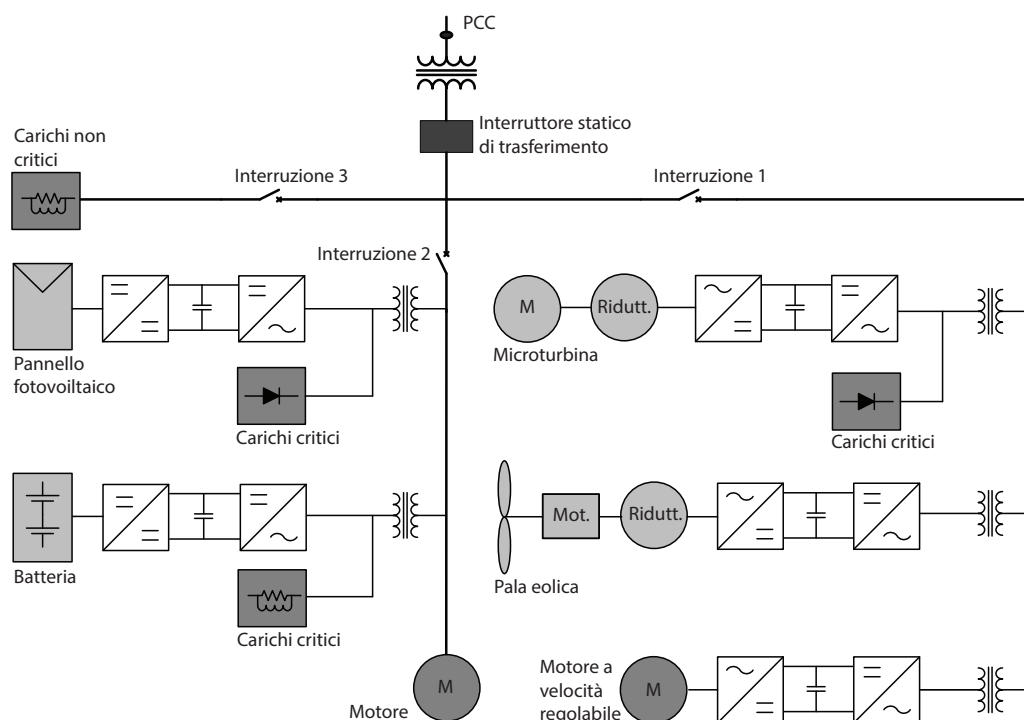 PCC
Interruttore statico
di trasferimento
Carichi non
critici
Interruzione 3
Interruzione 1
Interruzione 2
M
Ridutt.
Microturbina
Pannello
fotovoiltaico
Carichi critici
Carichi critici
Mot.
Ridutt.
Batteria
Pala eolica
Carichi critici
Motore a
velocità
regolabile
M
M
Motore